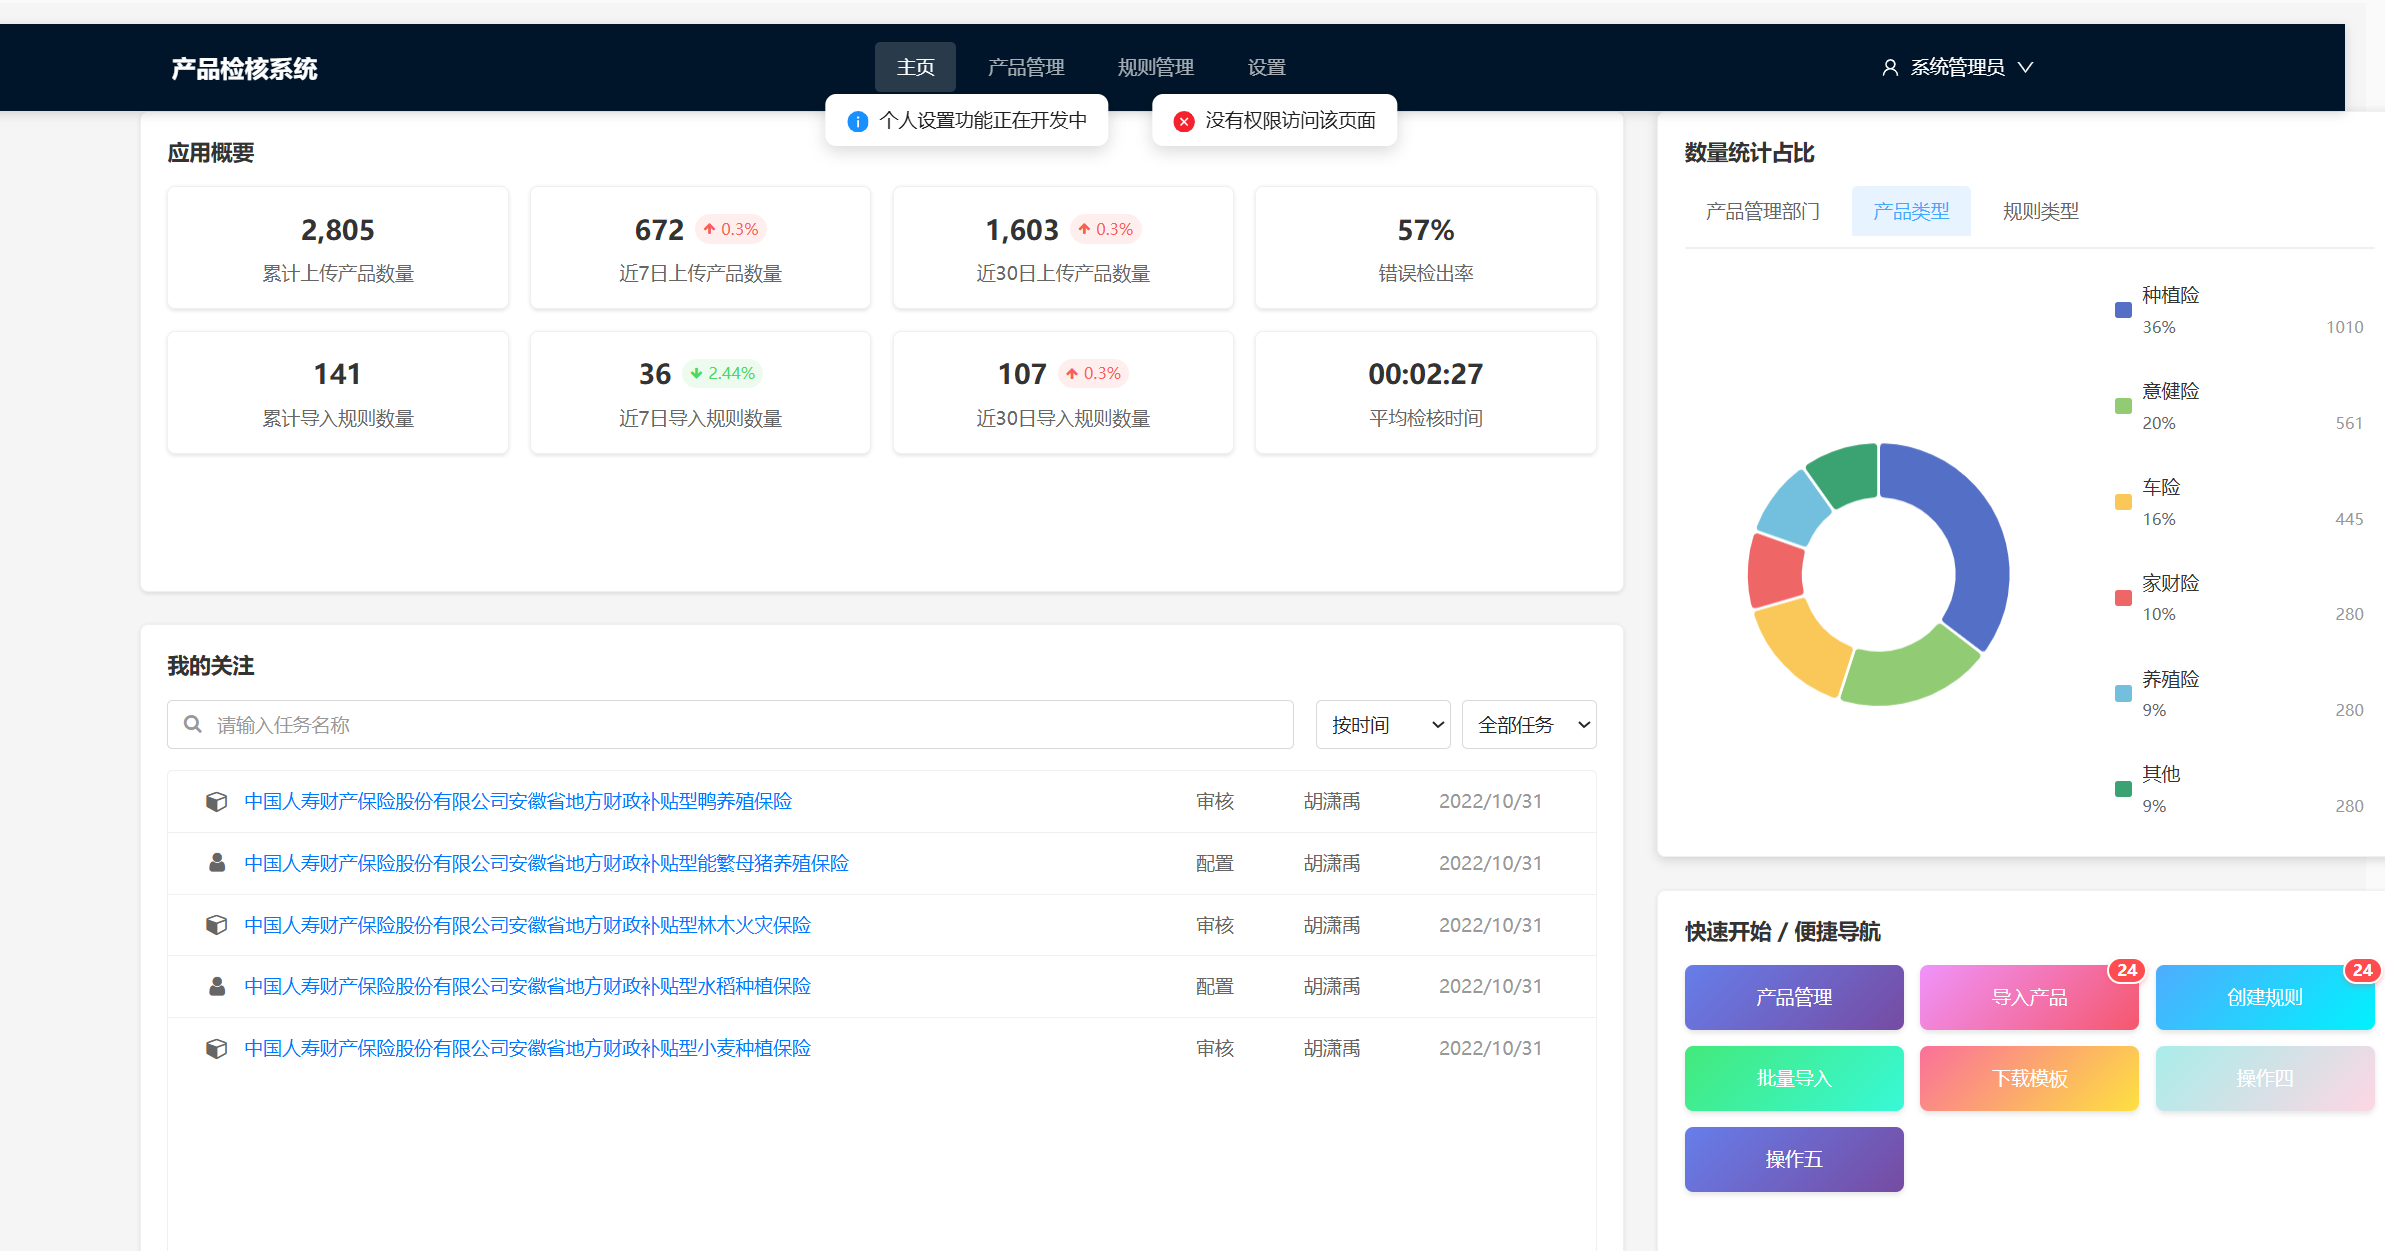 产品检核系统
主页
产品管理
规则管理
设置
系统管理员
个人设置功能正在开发中
没有权限访问该页面
应用概要
2,805
累计上传产品数量
672 0.3%
近7日上传产品数量
1,603 0.3%
近30日上传产品数量
57%
错误检出率
141
累计导入规则数量
36 2.44%
近7日导入规则数量
107 0.3%
近30日导入规则数量
00:02:27
平均检核时间
我的关注
请输入任务名称
按时间
全部任务
中国人寿财产保险股份有限公司安徽省地方财政补贴型鸭养殖保险 审核 胡潇禹 2022/10/31
中国人寿财产保险股份有限公司安徽省地方财政补贴型能繁母猪养殖保险 配置 胡潇禹 2022/10/31
中国人寿财产保险股份有限公司安徽省地方财政补贴型林木火灾保险 审核 胡潇禹 2022/10/31
中国人寿财产保险股份有限公司安徽省地方财政补贴型水稻种植保险 配置 胡潇禹 2022/10/31
中国人寿财产保险股份有限公司安徽省地方财政补贴型小麦种植保险 审核 胡潇禹 2022/10/31
数量统计占比
产品管理部门
产品类型
规则类型
种植险
36% 1010
意健险
20% 561
车险
16% 445
家财险
10% 280
养殖险
9% 280
其他
9% 280
快速开始 / 便捷导航
产品管理
导入产品
24
创建规则
24
批量导入
下载模板
操作四
操作五